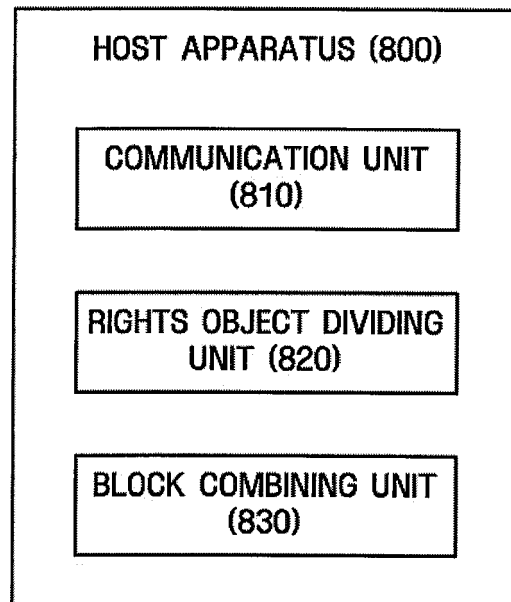 HOST APPARATUS (800)
COMMUNICATION UNIT
(810)
RIGHTS OBJECT DIVIDING
UNIT (820)
BLOCK COMBINING UNIT
(830)